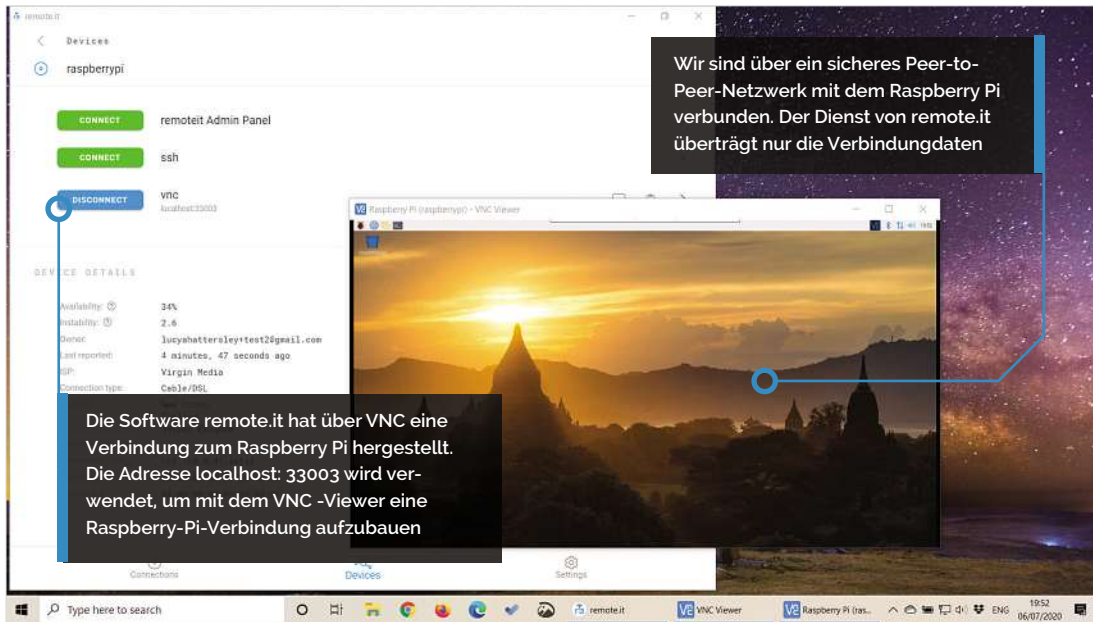 remote.it
Devices
raspberrypi
CONNECT
remoteit Admin Panel
CONNECT
ssh
DISCONNECT
vnc
localhost:33003
Wir sind über ein sicheres Peer-to-
Peer-Netzwerk mit dem Raspberry Pi
verbunden. Der Dienst von remote.it
überträgt nur die Verbindungdaten
Raspberry Pi (raspberrypi) - VNC Viewer
DEVICE DETAILS
Availability:
34%
Instability:
2.6
Owner:
lucyahattersley+test2@gmail.com
Last reported:
4 minutes, 47 seconds ago
ISP:
Virgin Media
Connection type:
Cable/DSL
Die Software remote.it hat über VNC eine
Verbindung zum Raspberry Pi hergestellt.
Die Adresse localhost: 33003 wird ver-
wendet, um mit dem VNC -Viewer eine
Raspberry-Pi-Verbindung aufzubauen
Connections
Devices
Settings
Type here to search
remote.it
VNC Viewer
Raspberry Pi (ras...
ENG
19:52
06/07/2020